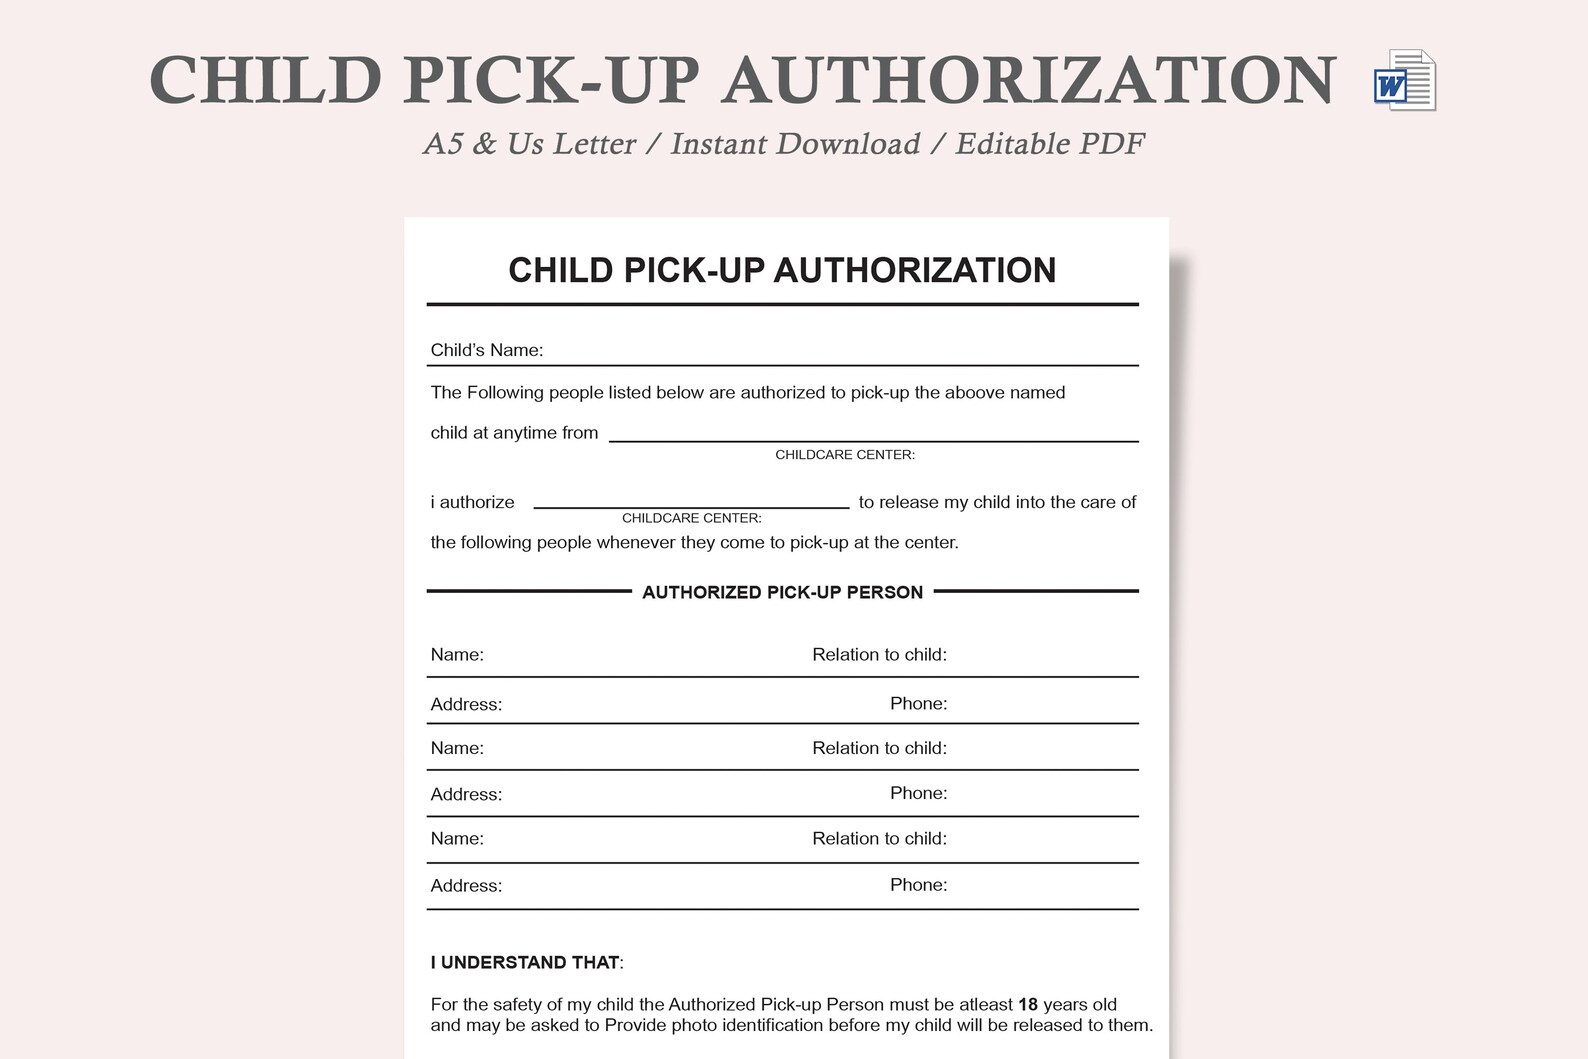 CHILD PICK-UP AUTHORIZATION
W
A5 & Us Letter / Instant Download / Editable PDF
CHILD PICK-UP AUTHORIZATION
Child's Name:
The Following people listed below are authorized to pick-up the aboove named
child at anytime from
CHILDCARE CENTER:
i authorize to release my child into the care of
CHILDCARE CENTER:
the following people whenever they come to pick-up at the center.
AUTHORIZED PICK-UP PERSON
Name: Relation to child:
Address: Phone:
Name: Relation to child:
Address: Phone:
Name: Relation to child:
Address: Phone:
I UNDERSTAND THAT:
For the safety of my child the Authorized Pick-up Person must be atleast 18 years old
and may be asked to Provide photo identification before my child will be released to them.